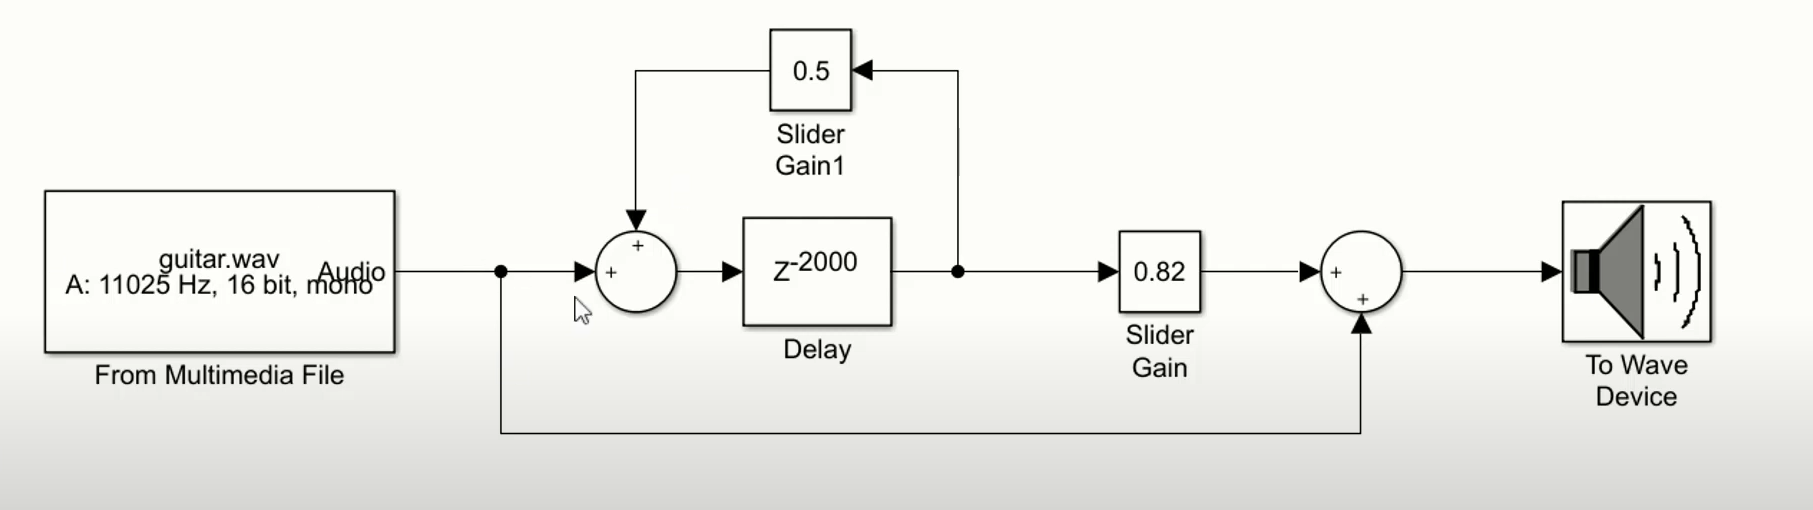 0.5
Slider
Gain1
guitar.wav
Audio
A: 11025 Hz, 16 bit, mono
From Multimedia File
+
+
Z-2000
Delay
0.82
Slider
Gain
+
+
To Wave
Device